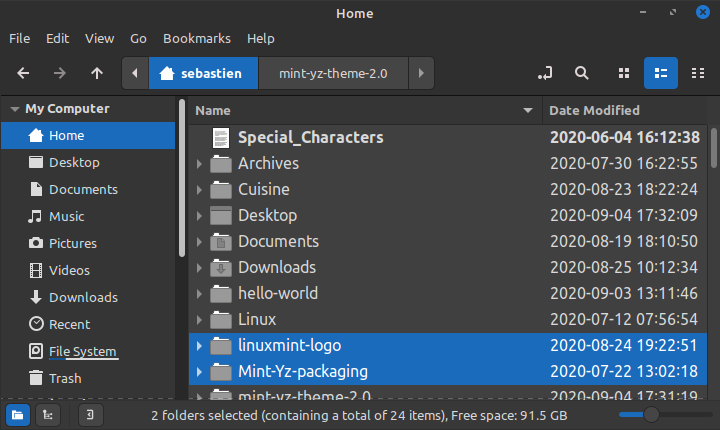 Home
File Edit View Go Bookmarks Help
sebastien mint-yz-theme-2.0
My Computer
Home
Desktop
Documents
Music
Pictures
Videos
Downloads
Recent
File System
Trash
Name Date Modified
Special_Characters 2020-06-04 16:12:38
Archives 2020-07-30 16:22:55
Cuisine 2020-08-23 18:22:24
Desktop 2020-09-04 17:32:09
Documents 2020-08-19 18:10:50
Downloads 2020-08-25 10:12:34
hello-world 2020-09-03 13:11:46
Linux 2020-07-12 07:56:54
linuxmint-logo 2020-08-24 19:22:51
Mint-Yz-packaging 2020-07-22 13:02:18
mint-yz-theme-2.0 2020-09-04 17:31:19
2 folders selected (containing a total of 24 items), Free space: 91.5 GB